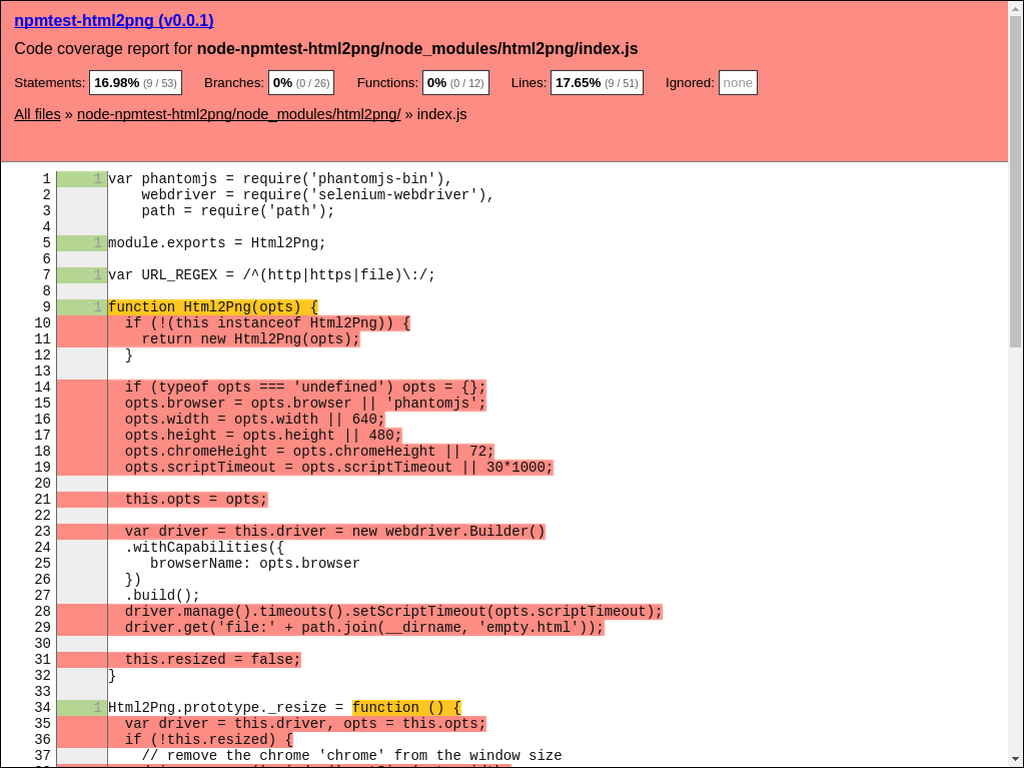 npmtest-html2png (v0.0.1)
Code coverage report for node-npmtest-html2png/node_modules/html2png/index.js
Statements: 16.98% (9 / 53) Branches: 0% (0 / 26) Functions: 0% (0 / 12) Lines: 17.65% (9 / 51) Ignored: none
All files » node-npmtest-html2png/node_modules/html2png/ » index.js
1 1 var phantomjs = require('phantomjs-bin'),
2     webdriver = require('selenium-webdriver'),
3     path = require('path');
4
5 1 module.exports = Html2Png;
6
7 1 var URL_REGEX = /^(http|https|file)\:/;
8
9 1 function Html2Png(opts) {
10   if (!(this instanceof Html2Png)) {
11     return new Html2Png(opts);
12   }
13
14   if (typeof opts === 'undefined') opts = {};
15   opts.browser = opts.browser || 'phantomjs';
16   opts.width = opts.width || 640;
17   opts.height = opts.height || 480;
18   opts.chromeHeight = opts.chromeHeight || 72;
19   opts.scriptTimeout = opts.scriptTimeout || 30*1000;
20
21   this.opts = opts;
22
23   var driver = this.driver = new webdriver.Builder()
24   .withCapabilities({
25      browserName: opts.browser
26   })
27   .build();
28   driver.manage().timeouts().setScriptTimeout(opts.scriptTimeout);
29   driver.get('file:' + path.join(__dirname, 'empty.html'));
30
31   this.resized = false;
32 }
33
34 1 Html2Png.prototype._resize = function () {
35   var driver = this.driver, opts = this.opts;
36   if (!this.resized) {
37     // remove the chrome 'chrome' from the window size